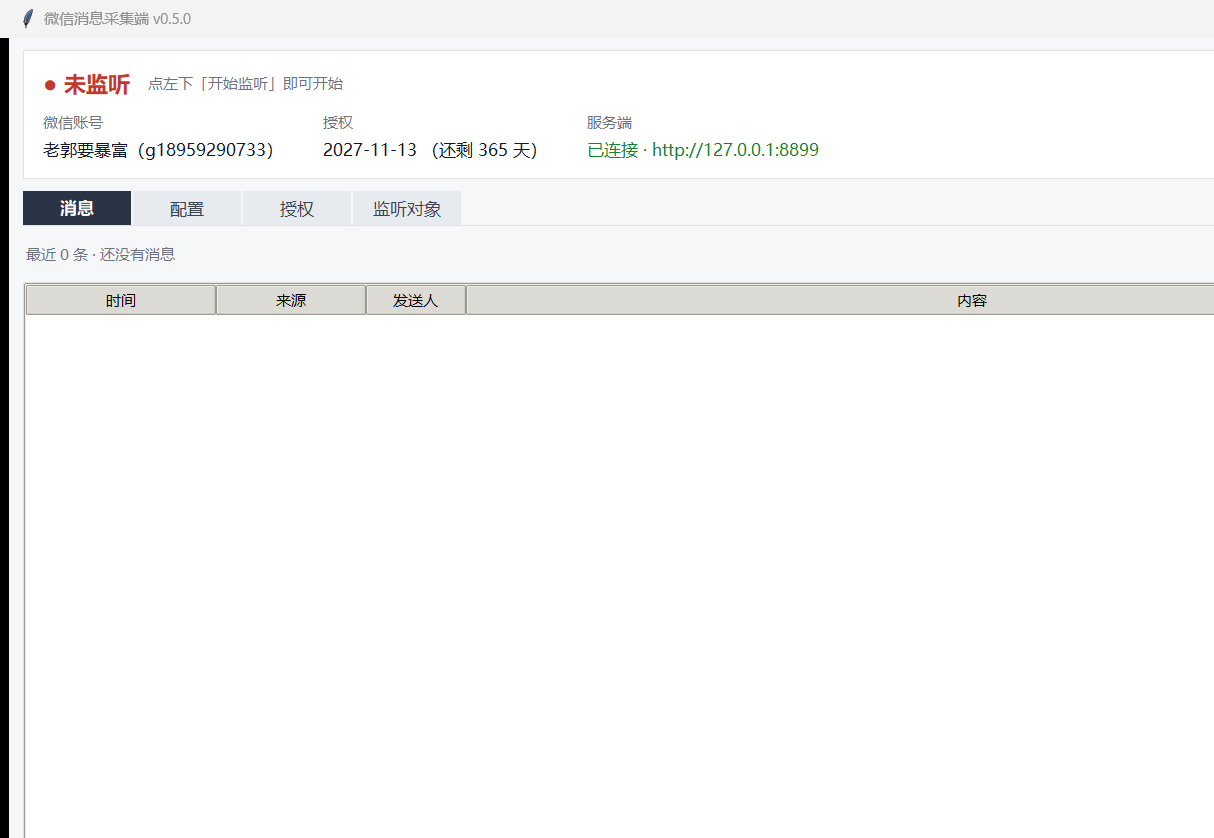 微信消息采集端 v0.5.0
● 未监听 点左下「开始监听」即可开始
微信账号 授权 服务端
老郭要暴富（g18959290733） 2027-11-13 （还剩 365 天） 已连接 · http://127.0.0.1:8899
消息 配置 授权 监听对象
最近 0 条 · 还没有消息
时间 来源 发送人 内容